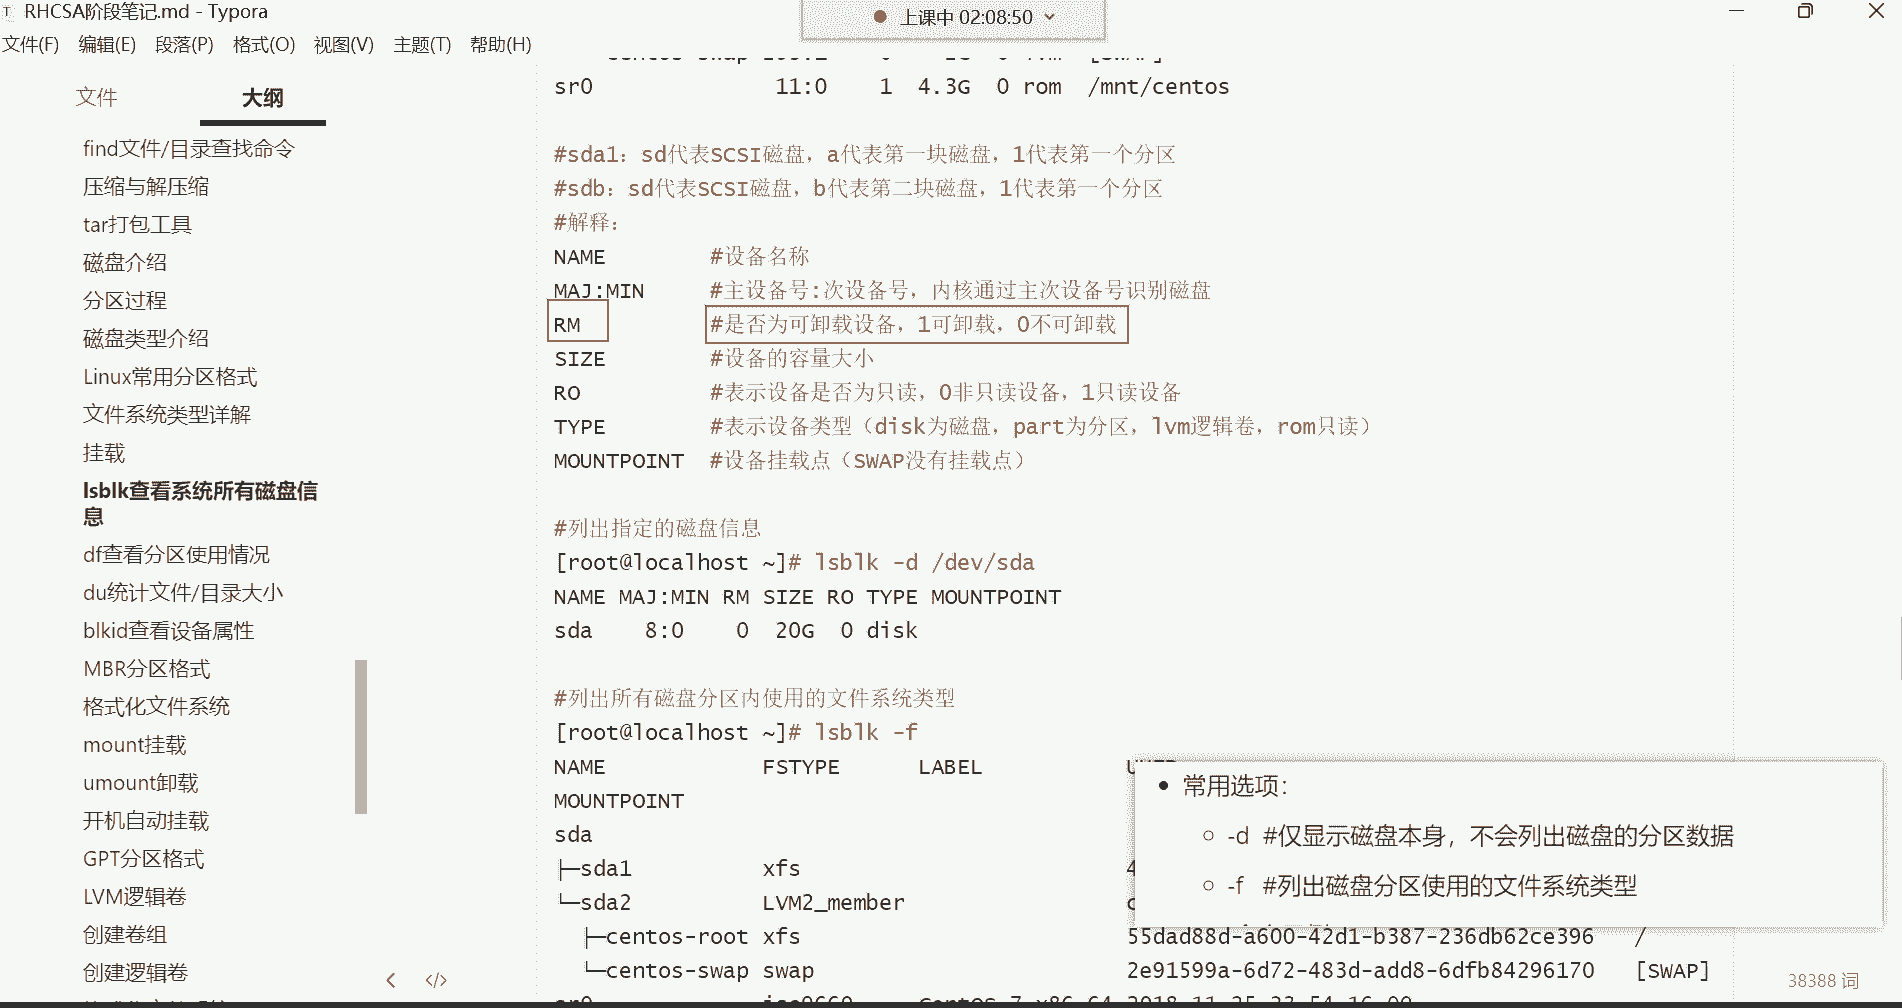 RHCSA阶段笔记.md - Typora
上课中 02:08:50
文件(F) 编辑(E) 段落(P) 格式(O) 视图(V) 主题(T) 帮助(H)
文件 大纲
find文件/目录查找命令
压缩与解压缩
tar打包工具
磁盘介绍
分区过程
磁盘类型介绍
Linux常用分区格式
文件系统类型详解
挂载
lsblk查看系统所有磁盘信
息
df查看分区使用情况
du统计文件/目录大小
blkid查看设备属性
MBR分区格式
格式化文件系统
mount挂载
umount卸载
开机自动挂载
GPT分区格式
LVM逻辑卷
创建卷组
创建逻辑卷
sr0 11:0 1 4.3G 0 rom /mnt/centos
#sda1：sd代表SCSI磁盘，a代表第一块磁盘，1代表第一个分区
#sdb：sd代表SCSI磁盘，b代表第二块磁盘，1代表第一个分区
#解释：
NAME #设备名称
MAJ:MIN #主设备号:次设备号，内核通过主次设备号识别磁盘
RM #是否为可卸载设备，1可卸载，0不可卸载
SIZE #设备的容量大小
RO #表示设备是否为只读，0非只读设备，1只读设备
TYPE #表示设备类型（disk为磁盘，part为分区，lvm逻辑卷，rom只读）
MOUNTPOINT #设备挂载点（SWAP没有挂载点）
#列出指定的磁盘信息
[root@localhost ~]# lsblk -d /dev/sda
NAME MAJ:MIN RM SIZE RO TYPE MOUNTPOINT
sda 8:0 0 20G 0 disk
#列出所有磁盘分区内使用的文件系统类型
[root@localhost ~]# lsblk -f
NAME FSTYPE LABEL
MOUNTPOINT
sda
├─sda1 xfs
└─sda2 LVM2_member
├─centos-root xfs 55dad88d-a600-42d1-b387-236db62ce396 /
└─centos-swap swap 2e91599a-6d72-483d-add8-6dfb84296170 [SWAP]
常用选项：
-d #仅显示磁盘本身，不会列出磁盘的分区数据
-f #列出磁盘分区使用的文件系统类型
38388 词